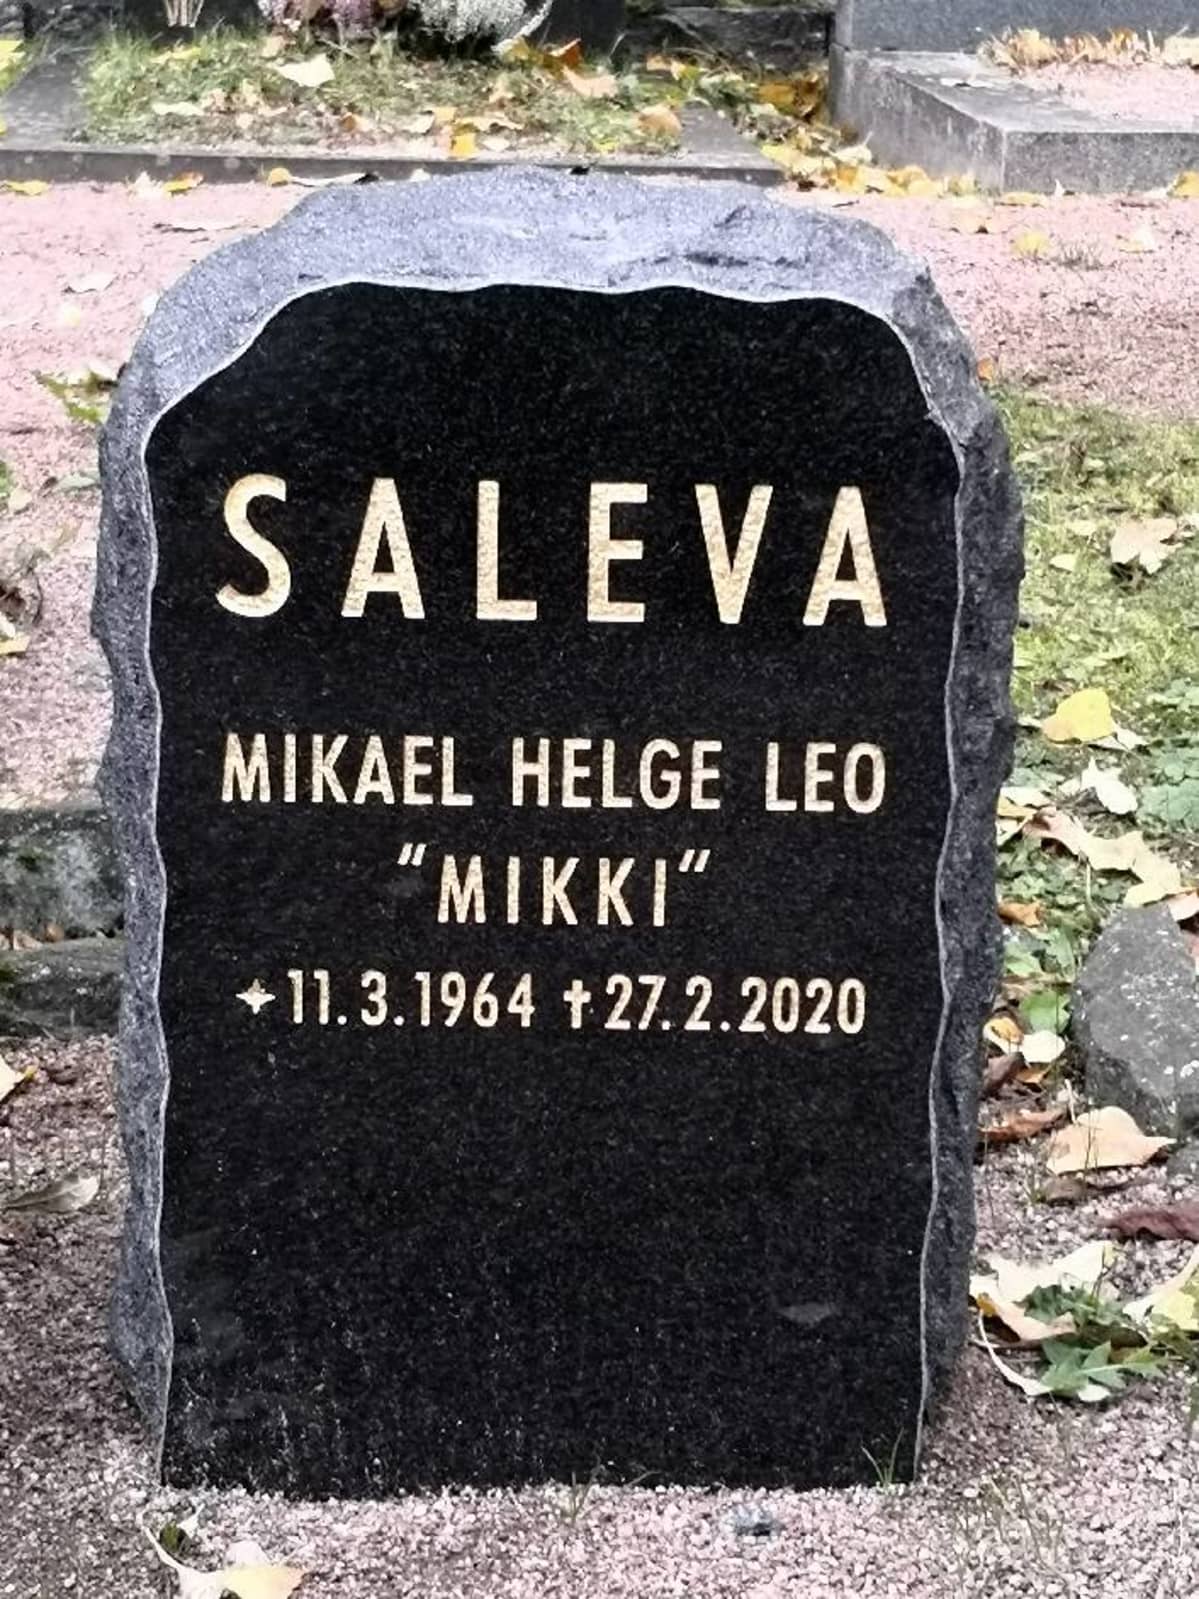 SALEVA
MIKAEL HELGE LEO
"MIKKI"
✦11.3.1964 ✝27.2.2020